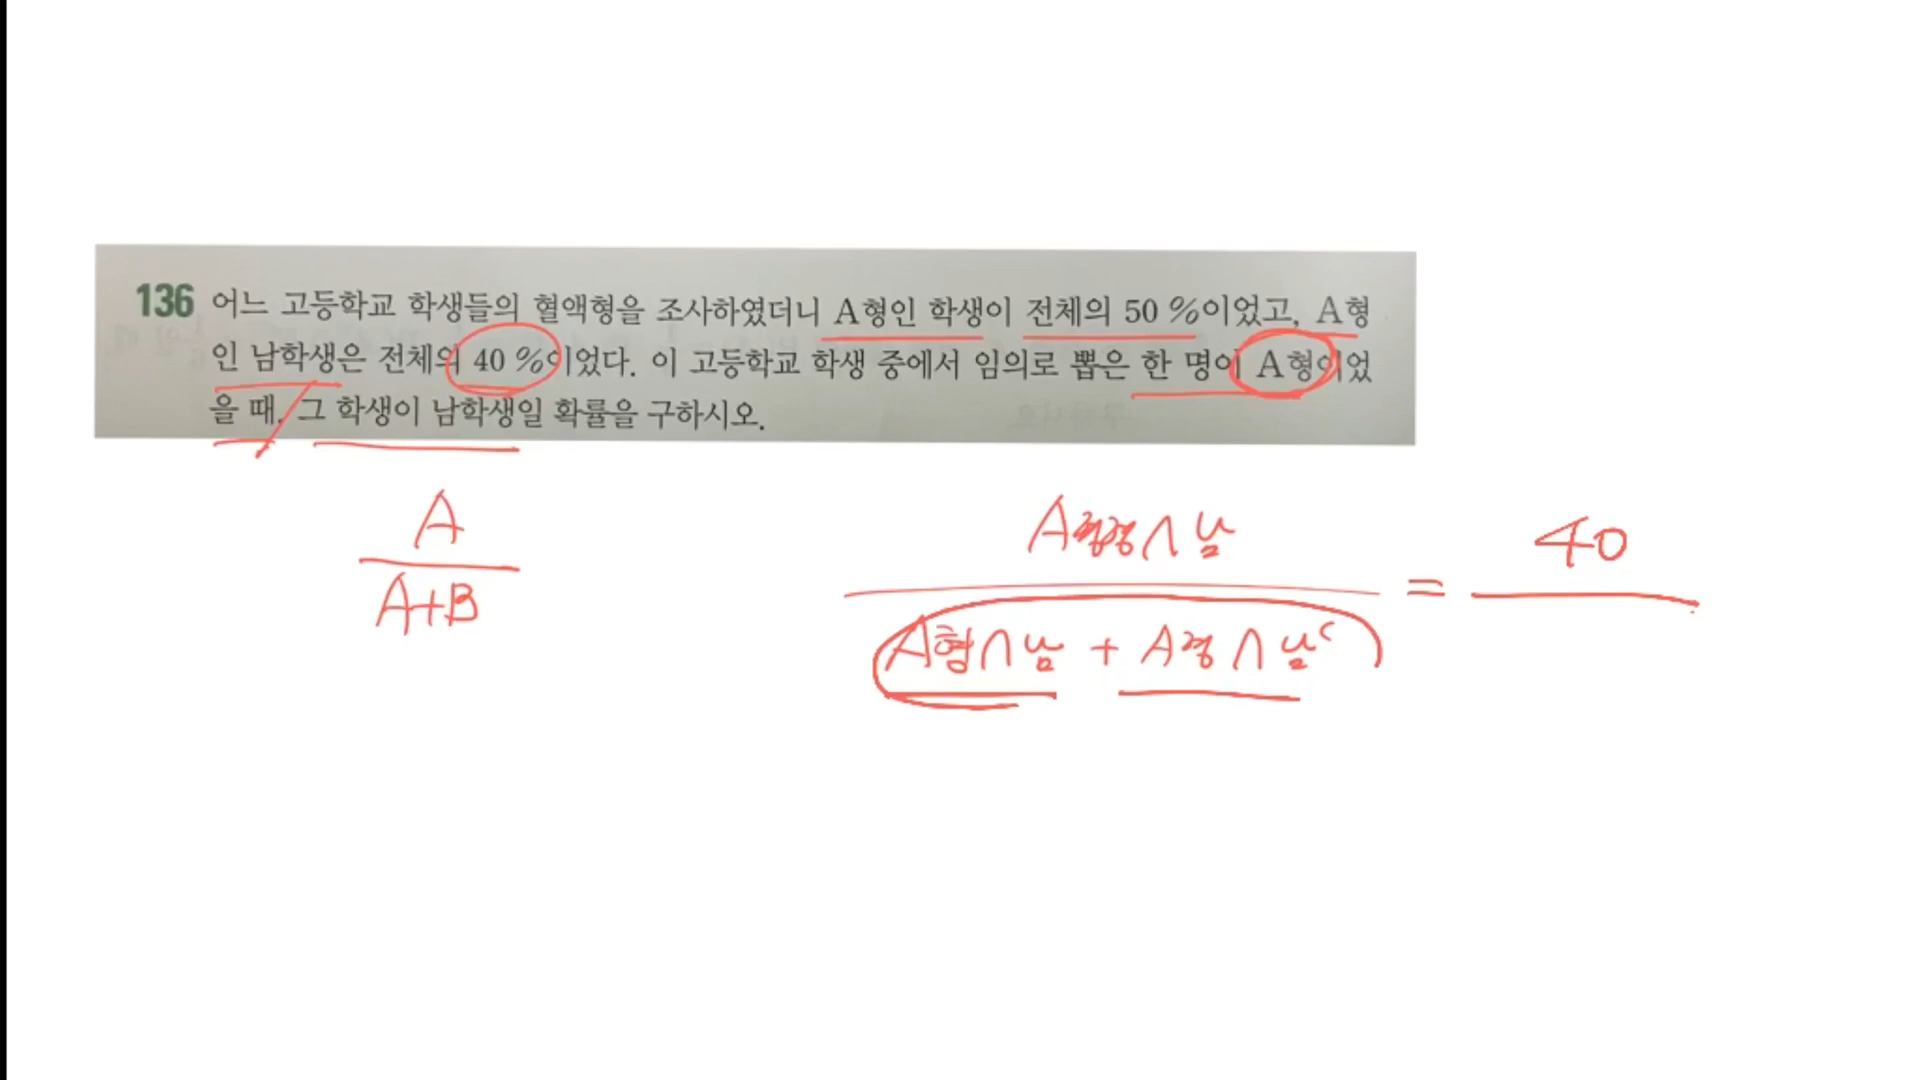 136 어느 고등학교 학생들의 혈액형을 조사하였더니 A형인 학생이 전체의 50 %이었고, A형
인 남학생은 전체의 40 %이었다. 이 고등학교 학생 중에서 임의로 뽑은 한 명이 A형이었
을 때, 그 학생이 남학생일 확률을 구하시오.
A
A+B
A형∩남
A형∩남 + A형∩남ᶜ
= 40